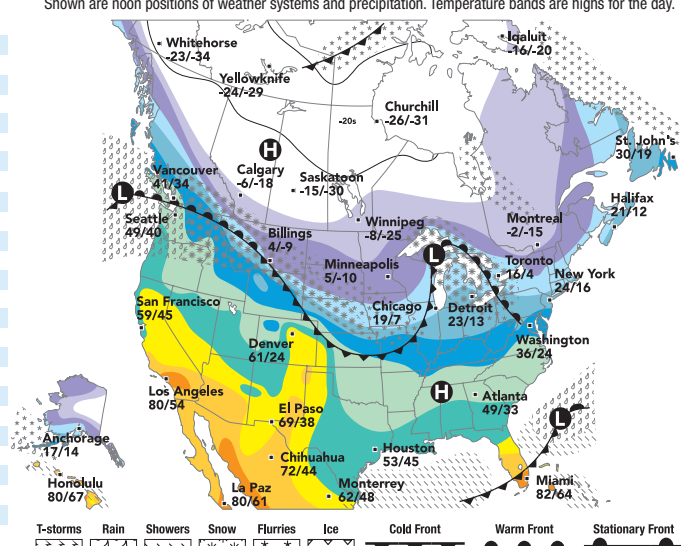 Shown are noon positions of weather systems and precipitation. Temperature bands are highs for the day.
Whitehorse
-23/-34
Iqaluit
-16/-20
Yellowknife
-24/-29
Churchill
-26/-31
-20s
St. John's
30/19
H
Vancouver
41/34
Calgary
-6/-18
Saskatoon
-15/-30
L
Halifax
21/12
Seattle
49/40
Winnipeg
-8/-25
Montreal
-2/-15
Billings
4/-9
L
Minneapolis
5/-10
Toronto
16/4
New York
24/16
San Francisco
59/45
Chicago
19/7
Detroit
23/13
Denver
61/24
Washington
36/24
Los Angeles
80/54
H
Atlanta
49/33
El Paso
69/38
L
Anchorage
17/14
Chihuahua
72/44
Houston
53/45
Honolulu
80/67
La Paz
80/61
Monterrey
62/48
Miami
82/64
T-storms Rain Showers Snow Flurries Ice Cold Front Warm Front Stationary Front